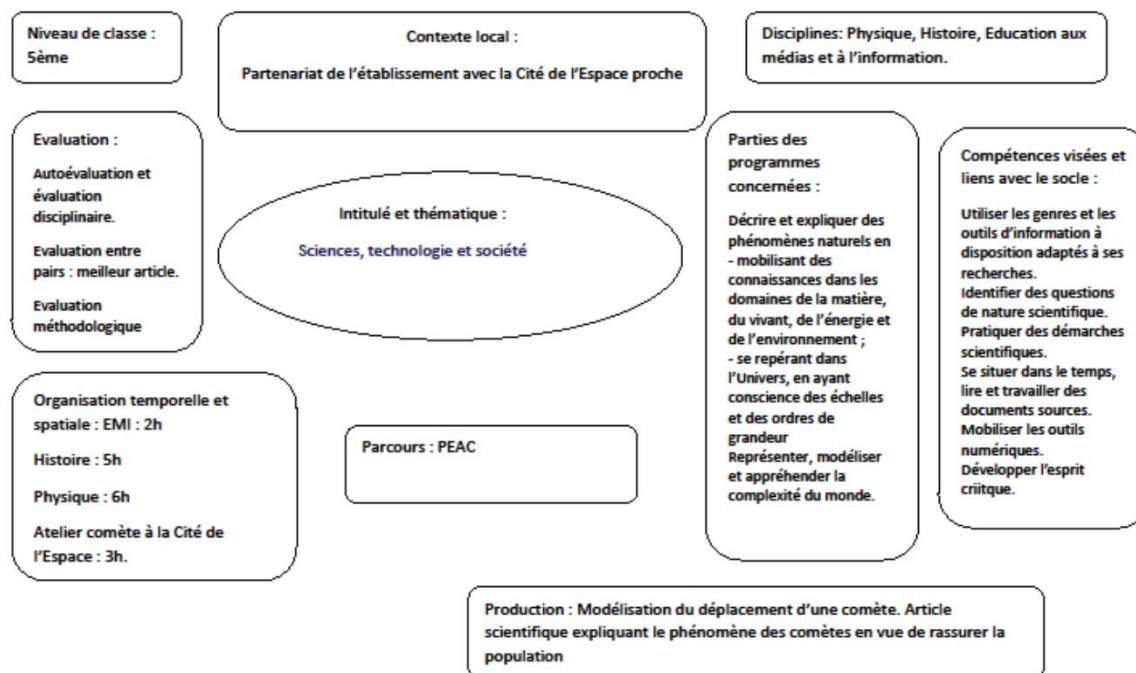 Niveau de classe :
5ème
Contexte local :
Partenariat de l'établissement avec la Cité de l'Espace proche
Disciplines: Physique, Histoire, Education aux
médias et à l'information.
Evaluation :
Autoévaluation et
évaluation
disciplinaire.
Evaluation entre
pairs : meilleur article.
Evaluation
méthodologique
Intitulé et thématique :
Sciences, technologie et société
Parties des
programmes
concernées :
Décrire et expliquer des
phénomènes naturels en
- mobilisant des
connaissances dans les
domaines de la matière,
du vivant, de l'énergie et
de l'environnement ;
- se repérant dans
l'Univers, en ayant
conscience des échelles
et des ordres de
grandeur
Représenter, modéliser
et appréhender la
complexité du monde.
Compétences visées et
liens avec le socle :
Utiliser les genres et les
outils d'information à
disposition adaptés à ses
recherches.
Identifier des questions
de nature scientifique.
Pratiquer des démarches
scientifiques.
Se situer dans le temps,
lire et travailler des
documents sources.
Mobiliser les outils
numériques.
Développer l'esprit
criitque.
Organisation temporelle et
spatiale : EMI : 2h
Histoire : 5h
Physique : 6h
Atelier comète à la Cité de
l'Espace : 3h.
Parcours : PEAC
Production : Modélisation du déplacement d'une comète. Article
scientifique expliquant le phénomène des comètes en vue de rassurer la
population